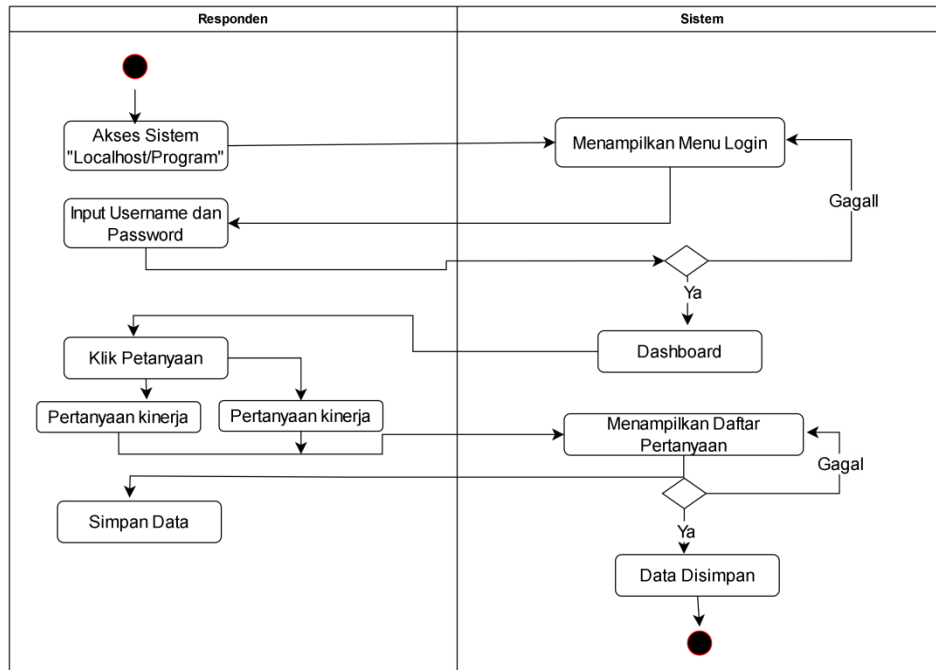 Responden
Sistem
Akses Sistem
"Localhost/Program"
Menampilkan Menu Login
Gagall
Input Username dan
Password
Ya
Klik Petanyaan
Dashboard
Pertanyaan kinerja
Pertanyaan kinerja
Menampilkan Daftar
Pertanyaan
Gagal
Simpan Data
Ya
Data Disimpan